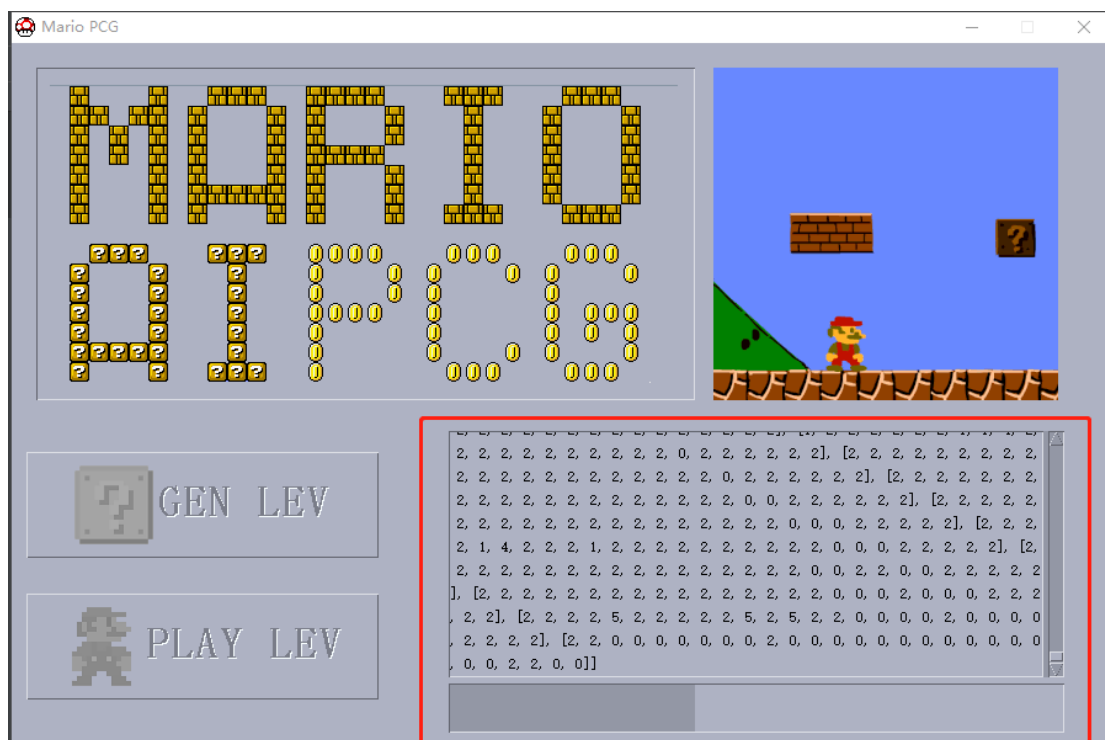 Mario PCG
MARIO
AIPCG
2, 2, 2, 2, 2, 2, 2, 2, 2, 2, 0, 2, 2, 2, 2, 2, 2], [2, 2, 2, 2, 2, 2, 2, 2, 2,
2, 2, 2, 2, 2, 2, 2, 2, 2, 2, 2, 2, 0, 2, 2, 2, 2, 2, 2], [2, 2, 2, 2, 2, 2, 2,
2, 2, 2, 2, 2, 2, 2, 2, 2, 2, 2, 2, 2, 0, 0, 2, 2, 2, 2, 2, 2], [2, 2, 2, 2, 2,
2, 2, 2, 2, 2, 2, 2, 2, 2, 2, 2, 2, 2, 2, 2, 0, 0, 0, 2, 2, 2, 2, 2], [2, 2, 2,
2, 1, 4, 2, 2, 2, 1, 2, 2, 2, 2, 2, 2, 2, 2, 2, 2, 0, 0, 0, 2, 2, 2, 2, 2], [2,
2, 2, 2, 2, 2, 2, 2, 2, 2, 2, 2, 2, 2, 2, 2, 2, 0, 0, 2, 2, 0, 0, 2, 2, 2, 2, 2
], [2, 2, 2, 2, 2, 2, 2, 2, 2, 2, 2, 2, 2, 2, 2, 2, 0, 0, 0, 2, 0, 0, 0, 2, 2, 2
, 2, 2], [2, 2, 2, 2, 5, 2, 2, 2, 2, 2, 5, 2, 5, 2, 2, 0, 0, 0, 0, 2, 0, 0, 0, 0
, 2, 2, 2, 2], [2, 2, 0, 0, 0, 0, 0, 0, 0, 2, 0, 0, 0, 0, 0, 0, 0, 0, 0, 0, 0, 0
, 0, 0, 2, 2, 0, 0]]
GEN LEV
PLAY LEV